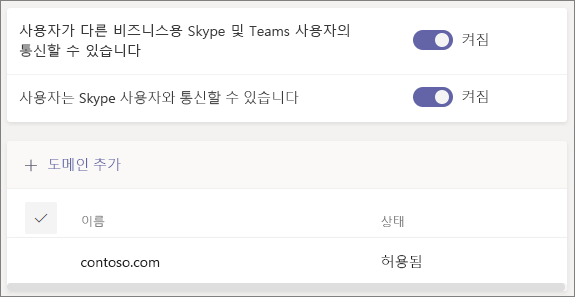 사용자가 다른 비즈니스용 Skype 및 Teams 사용자의
통신할 수 있습니다
켜짐
사용자는 Skype 사용자와 통신할 수 있습니다
켜짐
+ 도메인 추가
이름
상태
contoso.com
허용됨